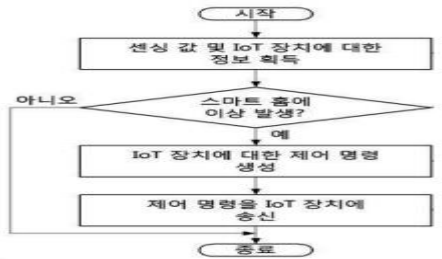 시작
센싱 값 및 IoT 장치에 대한
정보 획득
아니오
스마트 홈에
이상 발생?
예
IoT 장치에 대한 제어 명령
생성
제어 명령을 IoT 장치에
송신
종료